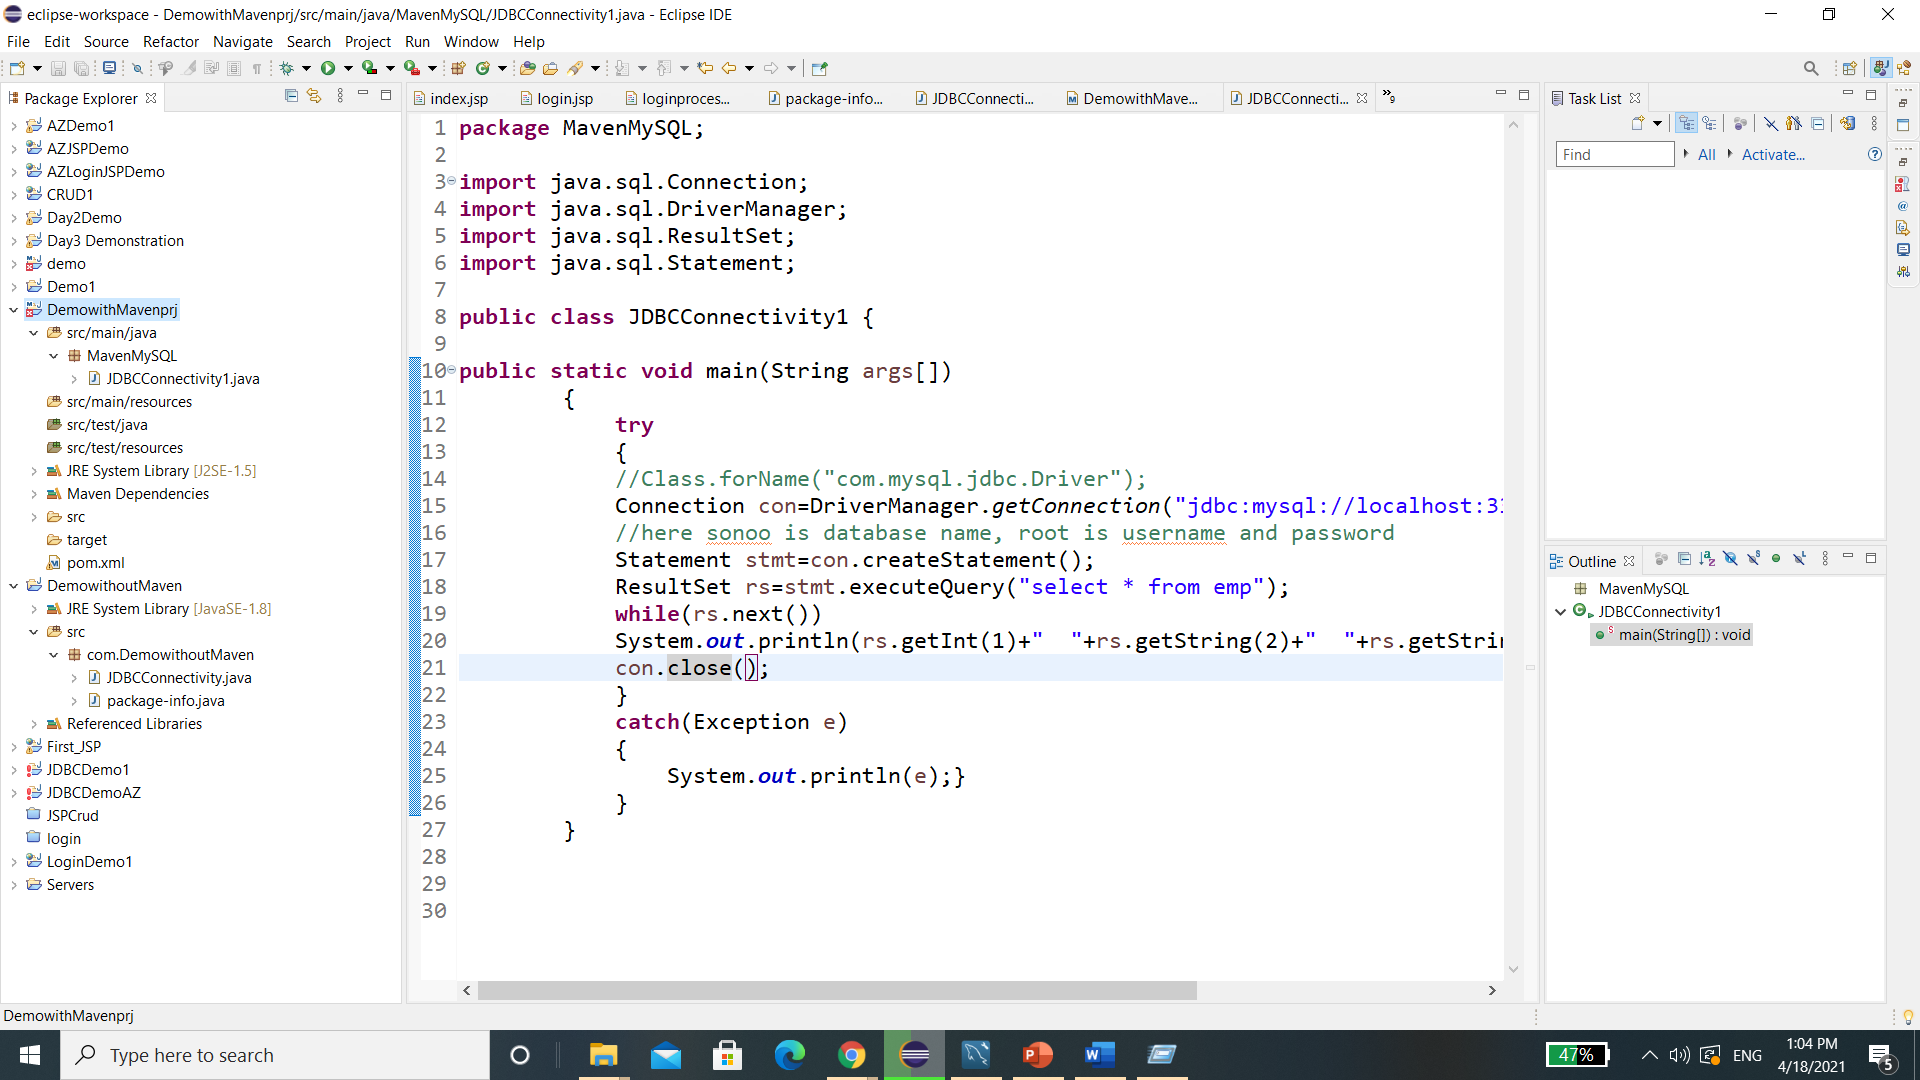 eclipse-workspace - DemowithMavenprj/src/main/java/MavenMySQL/JDBCConnectivity1.java - Eclipse IDE
File Edit Source Refactor Navigate Search Project Run Window Help
Package Explorer
AZDemo1
AZJSPDemo
AZLoginJSPDemo
CRUD1
Day2Demo
Day3 Demonstration
demo
Demo1
DemowithMavenprj
src/main/java
MavenMySQL
JDBCConnectivity1.java
src/main/resources
src/test/java
src/test/resources
JRE System Library [J2SE-1.5]
Maven Dependencies
src
target
pom.xml
DemowithoutMaven
JRE System Library [JavaSE-1.8]
src
com.DemowithoutMaven
JDBCConnectivity.java
package-info.java
Referenced Libraries
First_JSP
JDBCDemo1
JDBCDemoAZ
JSPCrud
login
LoginDemo1
Servers
index.jsp login.jsp loginproces... package-info... JDBCConnecti... DemowithMave... JDBCConnecti... »9
1 package MavenMySQL;
2
3 import java.sql.Connection;
4 import java.sql.DriverManager;
5 import java.sql.ResultSet;
6 import java.sql.Statement;
7
8 public class JDBCConnectivity1 {
9
10 public static void main(String args[])
11 {
12 try
13 {
14 //Class.forName("com.mysql.jdbc.Driver");
15 Connection con=DriverManager.getConnection("jdbc:mysql://localhost:33
16 //here sonoo is database name, root is username and password
17 Statement stmt=con.createStatement();
18 ResultSet rs=stmt.executeQuery("select * from emp");
19 while(rs.next())
20 System.out.println(rs.getInt(1)+"  "+rs.getString(2)+"  "+rs.getStrin
21 con.close();
22 }
23 catch(Exception e)
24 {
25 System.out.println(e);}
26 }
27 }
28
29
30
Task List
Find All Activate...
Outline
MavenMySQL
JDBCConnectivity1
main(String[]) : void
DemowithMavenprj
Type here to search
47%
ENG
1:04 PM
4/18/2021
5